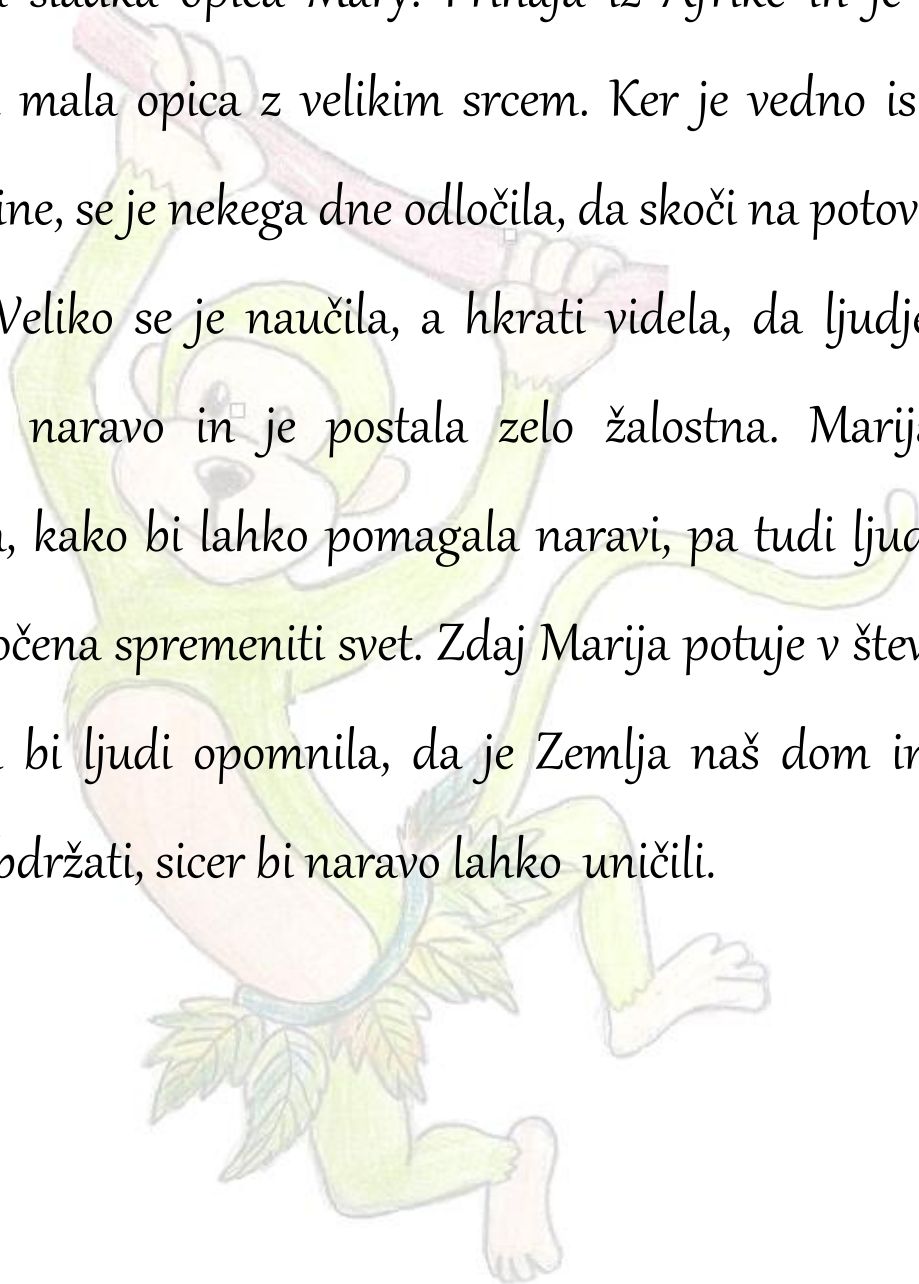 sladka opica Mary. Prihaja iz Afrike in je
mala opica z velikim srcem. Ker je vedno is
ine, se je nekega dne odločila, da skoči na potov
Veliko se je naučila, a hkrati videla, da ljudje
naravo in je postala zelo žalostna. Marija
, kako bi lahko pomagala naravi, pa tudi ljud
očena spremeniti svet. Zdaj Marija potuje v štev
bi ljudi opomnila, da je Zemlja naš dom in
obdržati, sicer bi naravo lahko uničili.